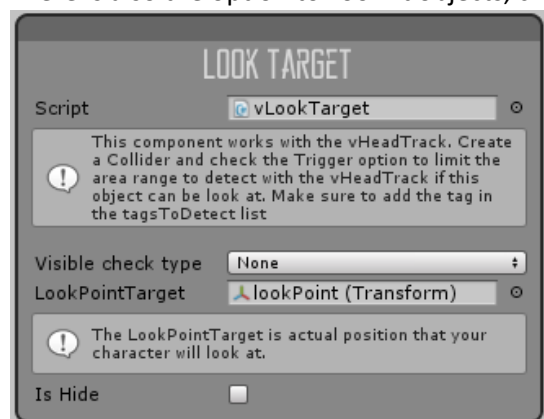 LOOK TARGET
Script vLookTarget
This component works with the vHeadTrack. Create
a Collider and check the Trigger option to limit the
area range to detect with the vHeadTrack if this
object can be look at. Make sure to add the tag in
the tagsToDetect list
Visible check type None
LookPointTarget lookPoint (Transform)
The LookPointTarget is actual position that your
character will look at.
Is Hide